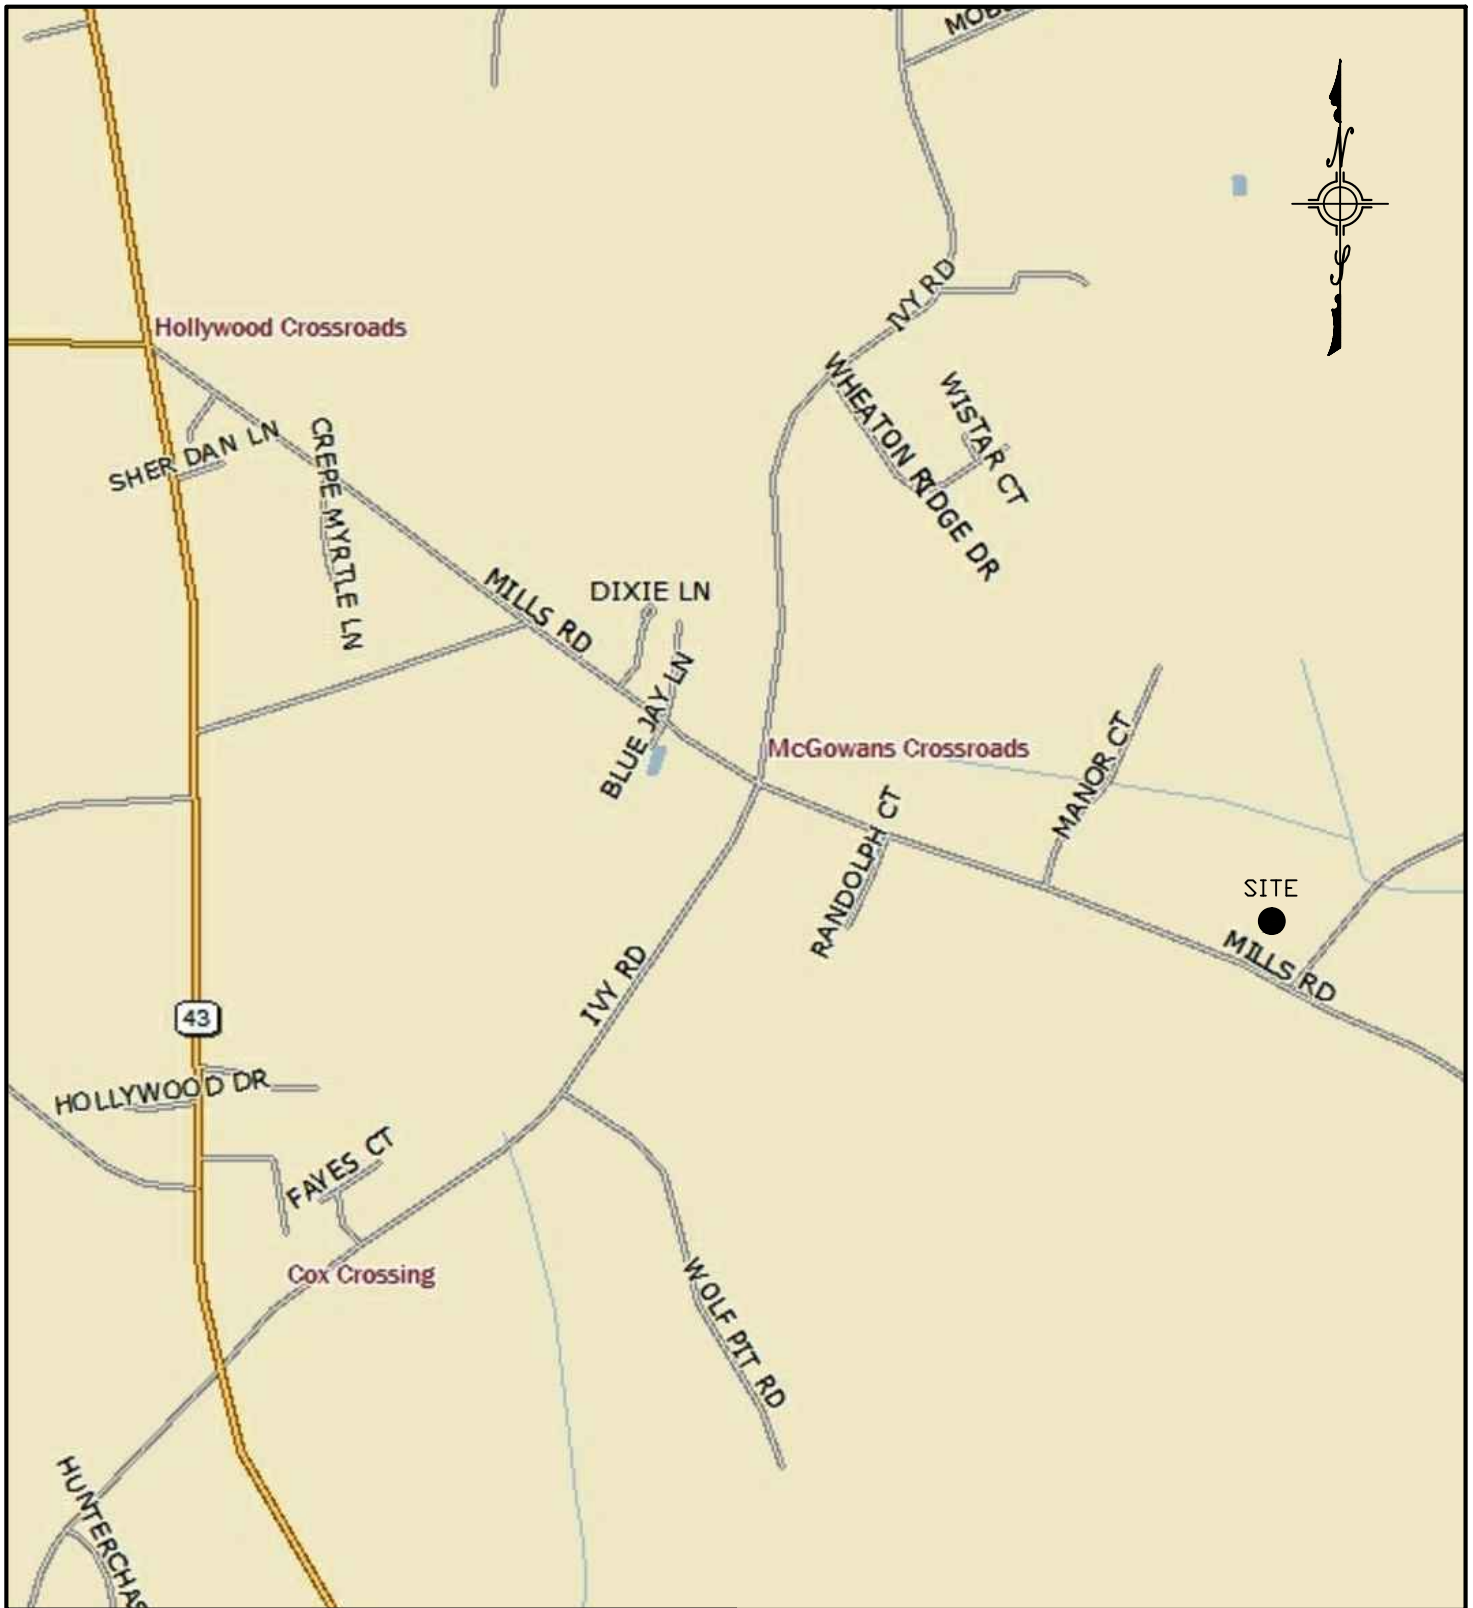 MOB
N
S
IVY RD
Hollywood Crossroads
WHEATON RIDGE DR
WISTAR CT
SHER DAN LN
CREPE MYRTLE LN
MILLS RD
DIXIE LN
BLUE JAY LN
McGowans Crossroads
MANOR CT
RANDOLPH CT
SITE
MILLS RD
IVY RD
43
HOLLYWOOD DR
FAYES CT
Cox Crossing
WOLF PIT RD
HUNTERCHAS